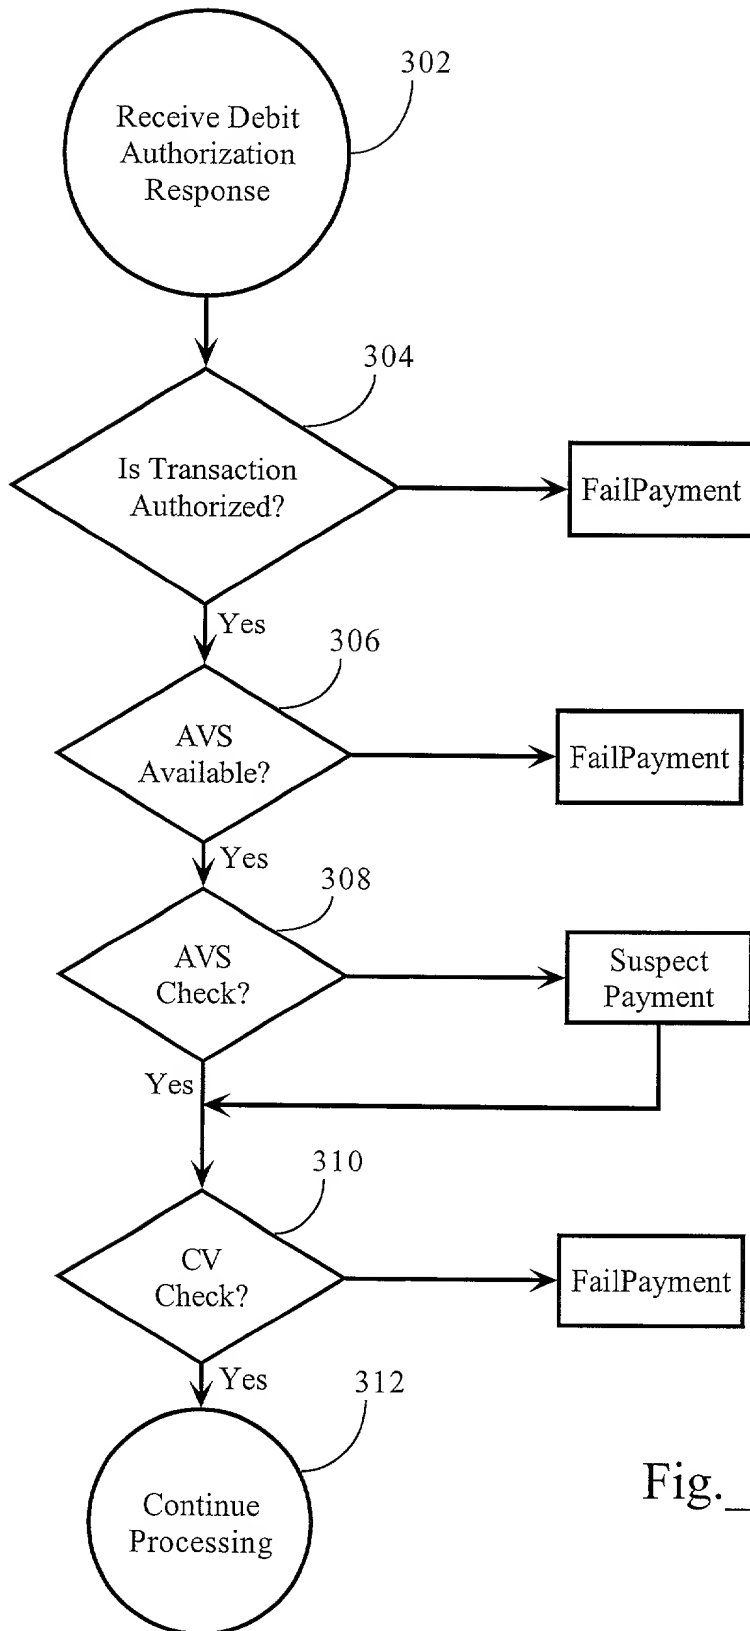 302
Receive Debit
Authorization
Response
304
Is Transaction
Authorized?
FailPayment
Yes
306
AVS
Available?
FailPayment
Yes
308
AVS
Check?
Suspect
Payment
Yes
310
CV
Check?
FailPayment
Yes
312
Continue
Processing
Fig._